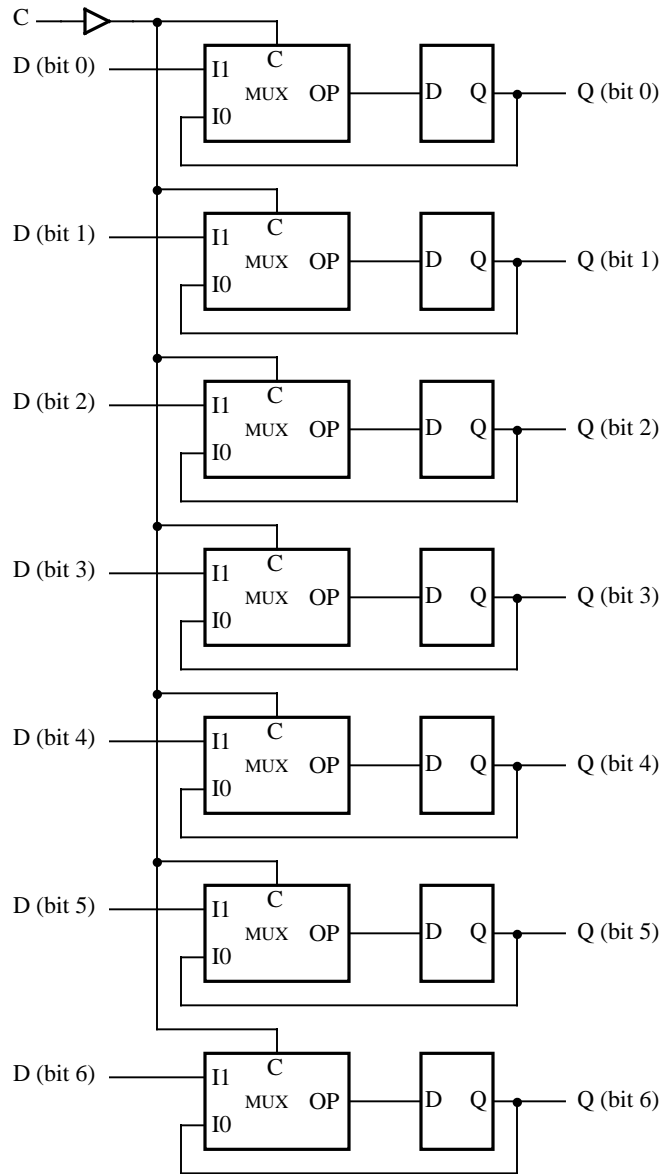 C
D (bit 0) I1 C MUX OP I0 D Q Q (bit 0)
D (bit 1) I1 C MUX OP I0 D Q Q (bit 1)
D (bit 2) I1 C MUX OP I0 D Q Q (bit 2)
D (bit 3) I1 C MUX OP I0 D Q Q (bit 3)
D (bit 4) I1 C MUX OP I0 D Q Q (bit 4)
D (bit 5) I1 C MUX OP I0 D Q Q (bit 5)
D (bit 6) I1 C MUX OP I0 D Q Q (bit 6)